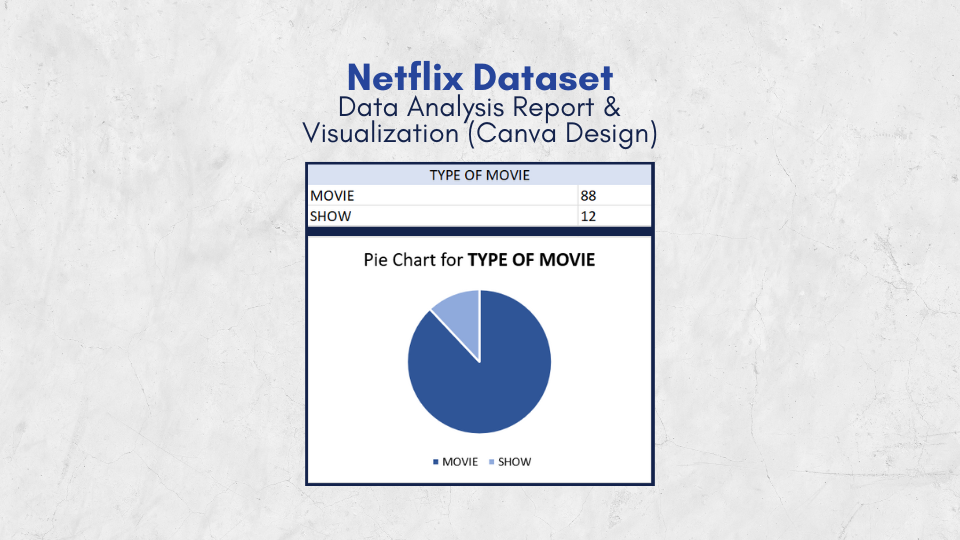 Netflix Dataset
Data Analysis Report &
Visualization (Canva Design)
TYPE OF MOVIE
MOVIE 88
SHOW 12
Pie Chart for TYPE OF MOVIE
MOVIE SHOW